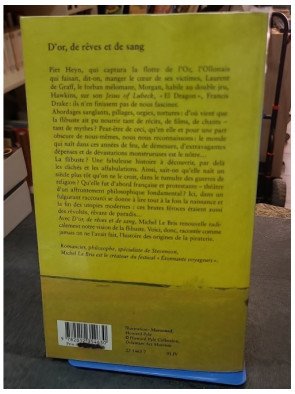 D'or, de rêves et de sang
Piet Heyn, qui captura la flotte de l'Or, l'Ollonais
qui faisait, dit-on, manger le cœur de ses victimes, Laurent
de Graff, le forban mélomane, Morgan, habile au double jeu,
Hawkins, sur son Jesus of Lubeck, « El Dragon », Francis
Drake : ils n'en finissent pas de nous fasciner.
Abordages sanglants, pillages, orgies, tortures : d'où vient que
la flibuste ait pu nourrir tant de récits, de films, de chants –
tant de mythes ? Peut-être de ceci, qu'en elle et pour une part
obscure de nous-mêmes, nous nous reconnaissons : le monde
qui naît dans ces années de feu, de démesure, d'extravagantes
dépenses et de dévastations monstrueuses est le nôtre...
La flibuste ? Une fabuleuse histoire à découvrir, par-delà
les clichés et les affabulations. Ainsi, sait-on qu'elle naît un
siècle plus tôt qu'on ne le croit, dans le tumulte des guerres de
religion ? Qu'elle fut d'abord française et protestante – théâtre
d'un affrontement philosophique fondamental ? Ici, dans un
fulgurant raccourci se donne à lire tout à la fois la naissance et
la fin des utopies modernes : ces brutes féroces étaient aussi
des révoltés, rêvant de paradis...
Avec D'or, de rêves et de sang, Michel Le Bris renouvelle radi-
calement notre vision de la flibuste. Voici, donc, racontée comme
jamais on ne l'avait fait, l'histoire des origines de la piraterie.
Romancier, philosophe, spécialiste de Stevenson,
Michel Le Bris est le créateur du festival « Étonnants voyageurs ».
Illustration :
Howard Pyle
© Howard Pyle Collection,
Delaware Art Museum